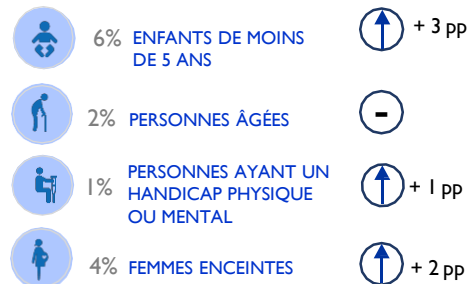 6% ENFANTS DE MOINS
DE 5 ANS
+ 3 pp
2% PERSONNES ÂGÉES
-
1% PERSONNES AYANT UN
HANDICAP PHYSIQUE
OU MENTAL
+ 1 pp
4% FEMMES ENCEINTES
+ 2 pp